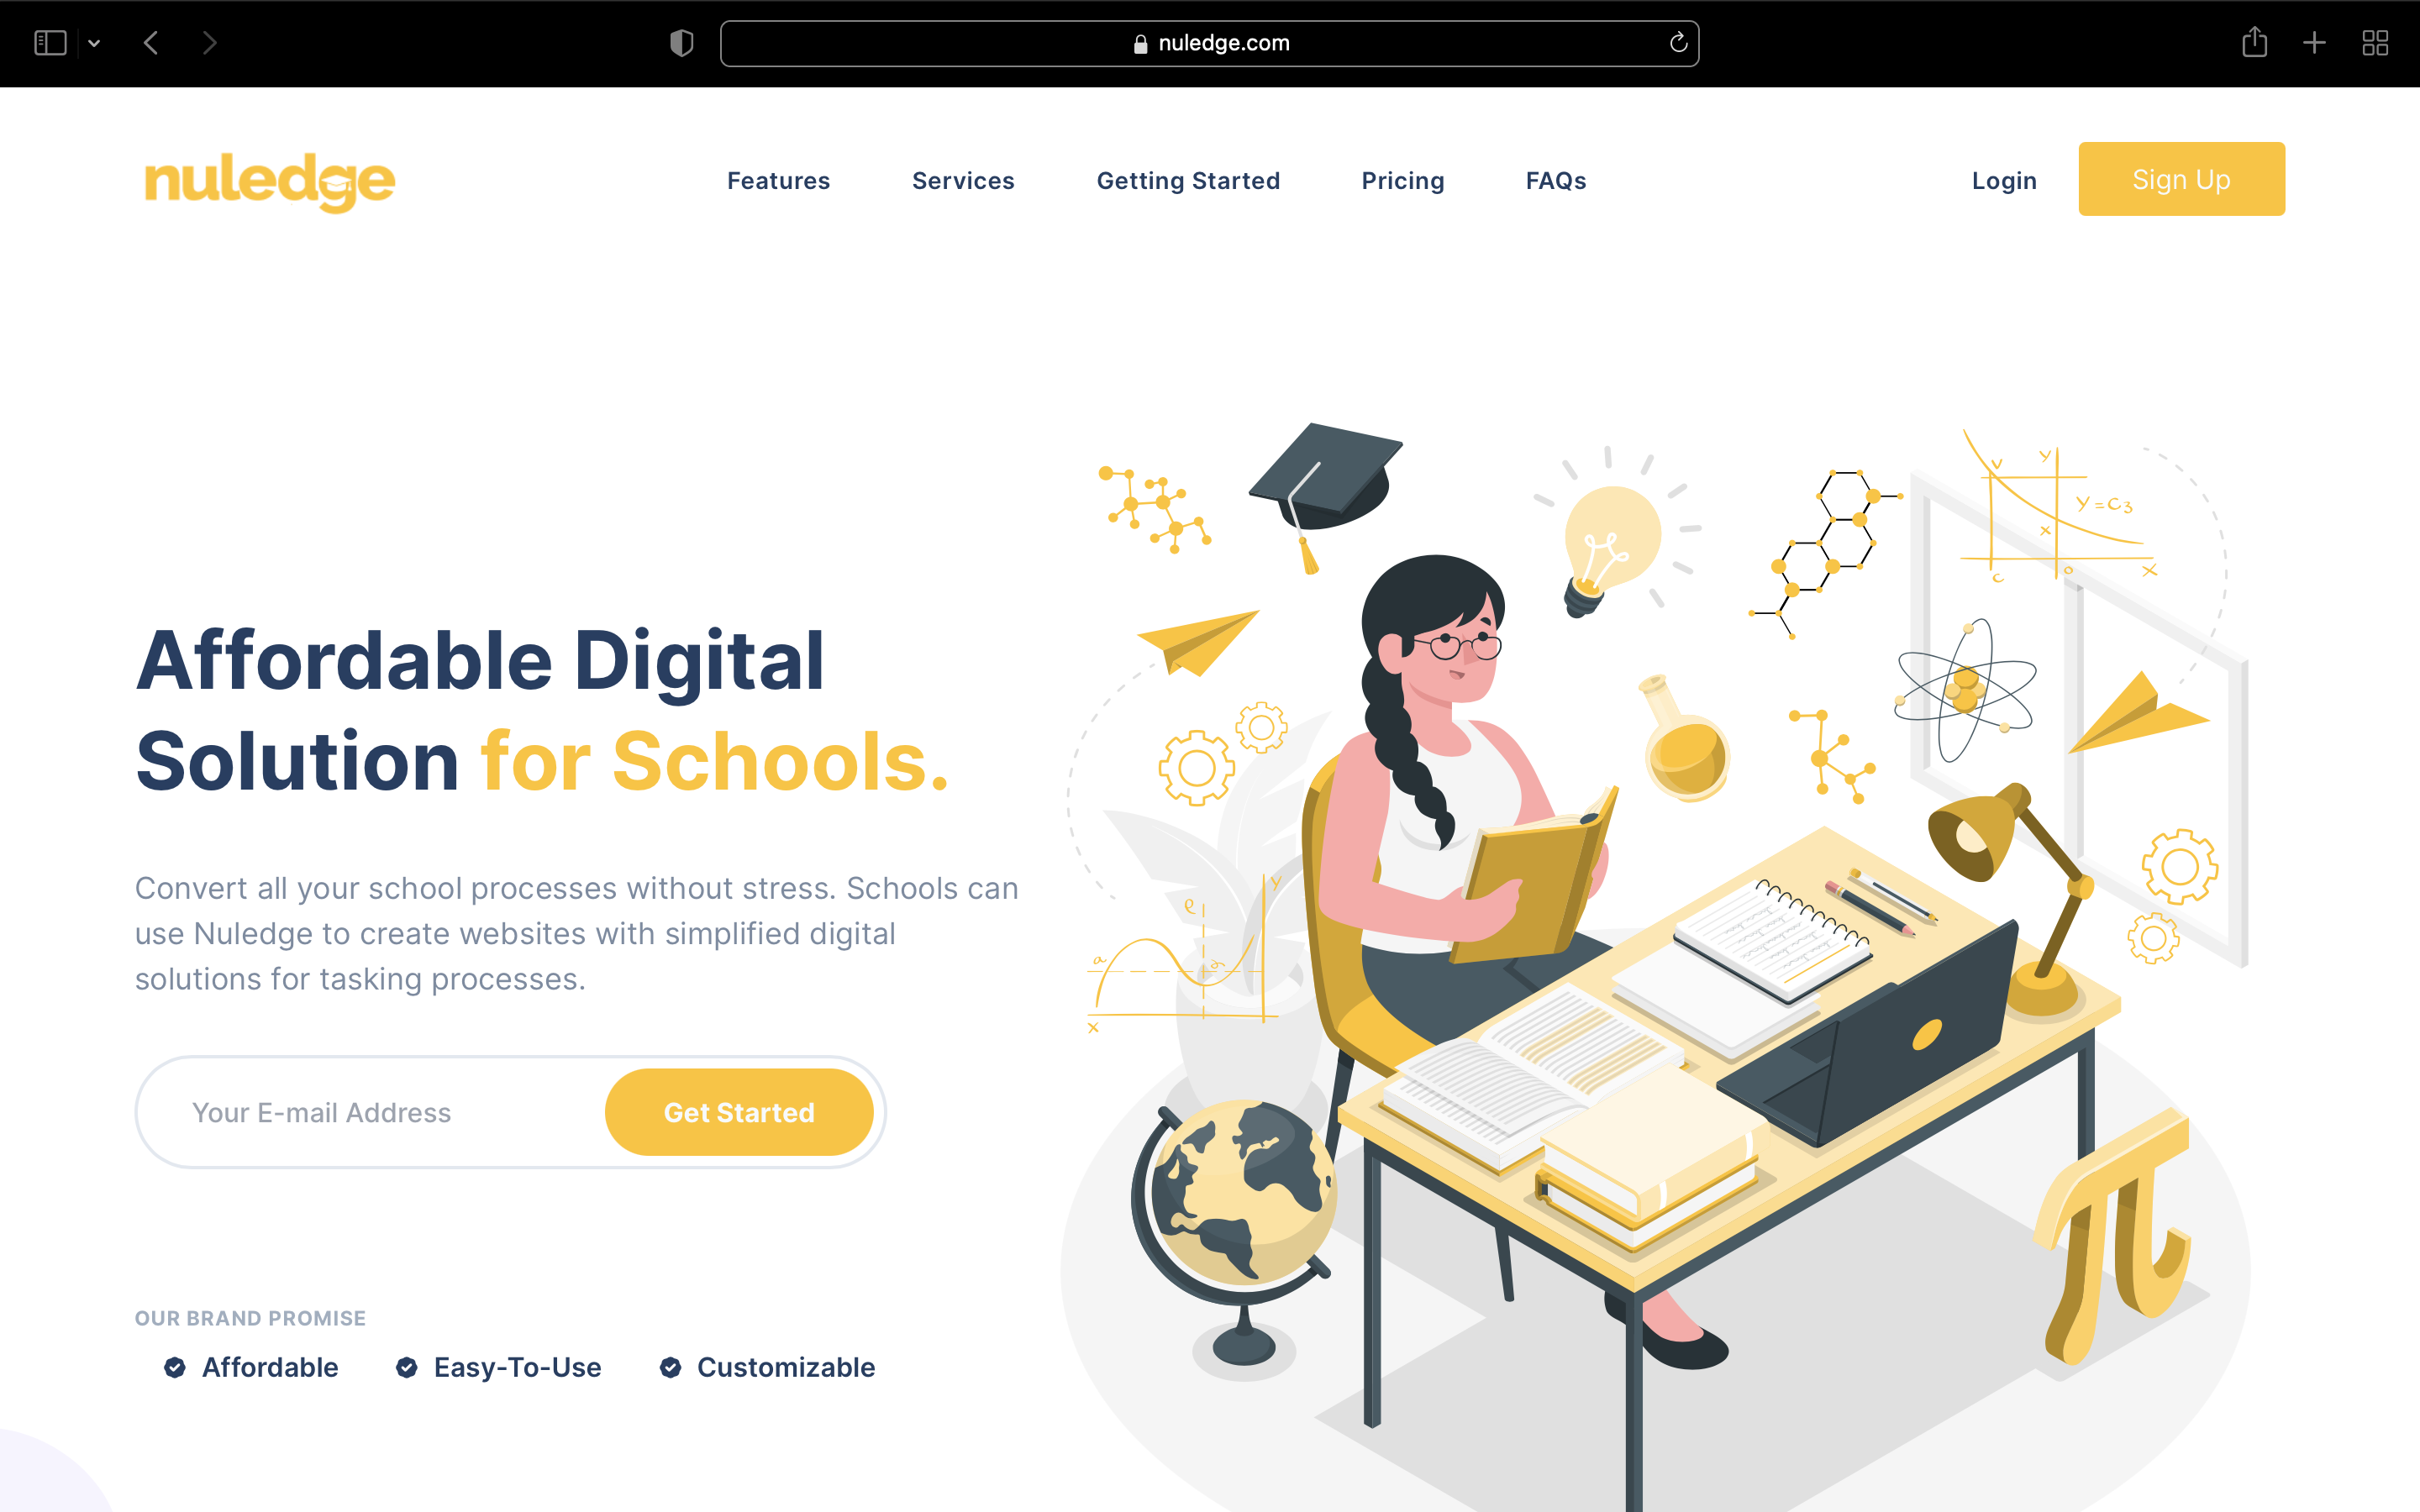 nuledge.com
nuledge
Features
Services
Getting Started
Pricing
FAQs
Login
Sign Up
Affordable Digital
Solution for Schools.
Convert all your school processes without stress. Schools can
use Nuledge to create websites with simplified digital
solutions for tasking processes.
Your E-mail Address
Get Started
OUR BRAND PROMISE
Affordable
Easy-To-Use
Customizable
v
y
y=c3
x
c
o
x
y
e
a
x